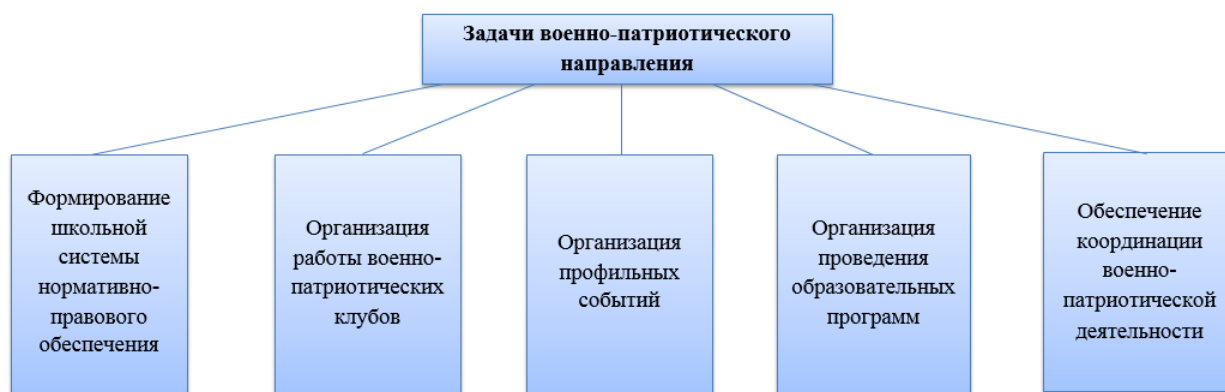 Задачи военно-патриотического
направления
Формирование
школьной
системы
нормативно-
правового
обеспечения
Организация
работы военно-
патриотических
клубов
Организация
профильных
событий
Организация
проведения
образовательных
программ
Обеспечение
координации
военно-
патриотической
деятельности